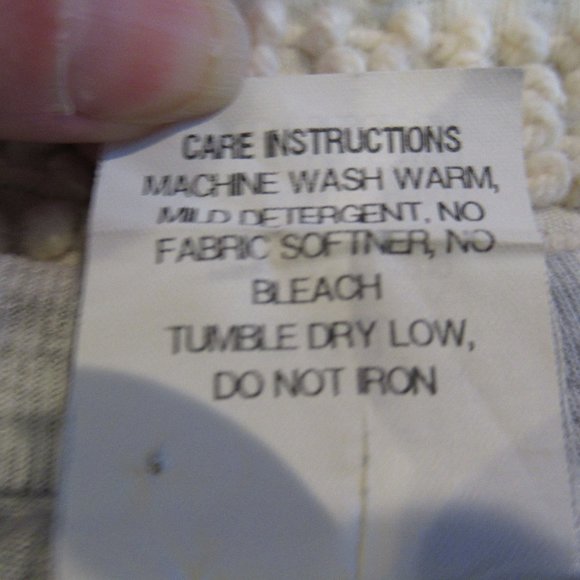 CARE INSTRUCTIONS
MACHINE WASH WARM,
MILD DETERGENT, NO
FABRIC SOFTNER, NO
BLEACH
TUMBLE DRY LOW,
DO NOT IRON